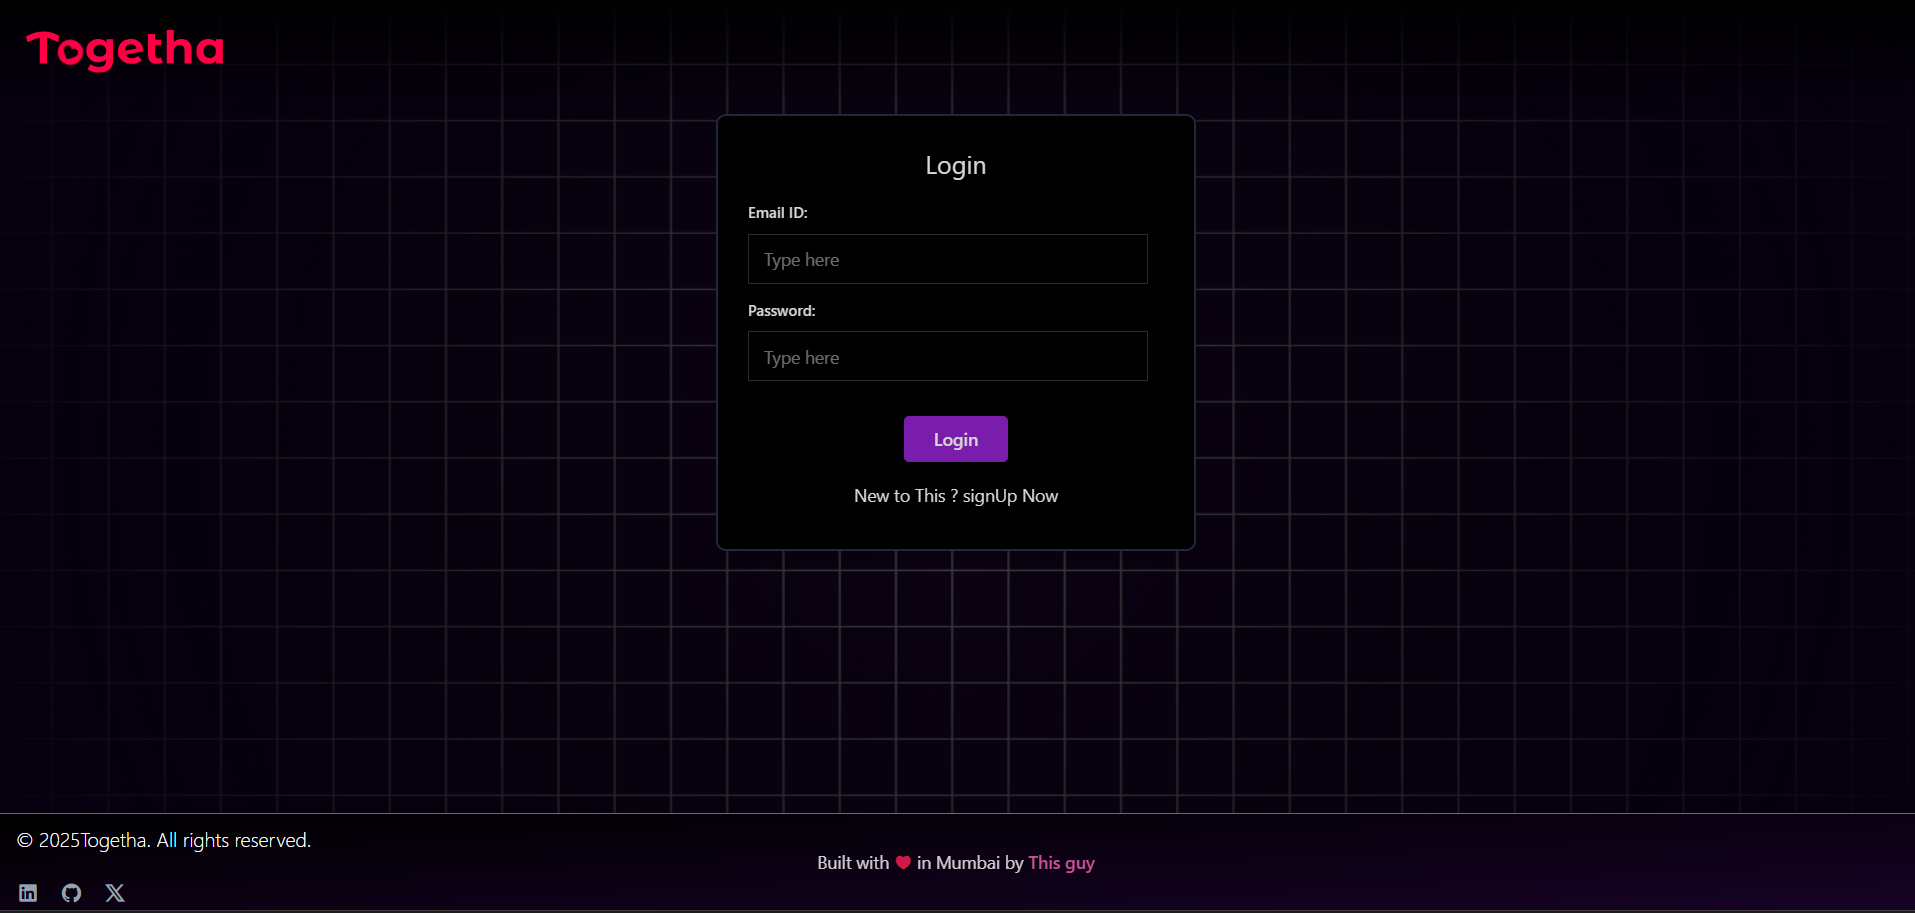 Togetha
Login
Email ID:
Type here
Password:
Type here
Login
New to This ? signUp Now
© 2025Togetha. All rights reserved.
Built with ❤ in Mumbai by This guy